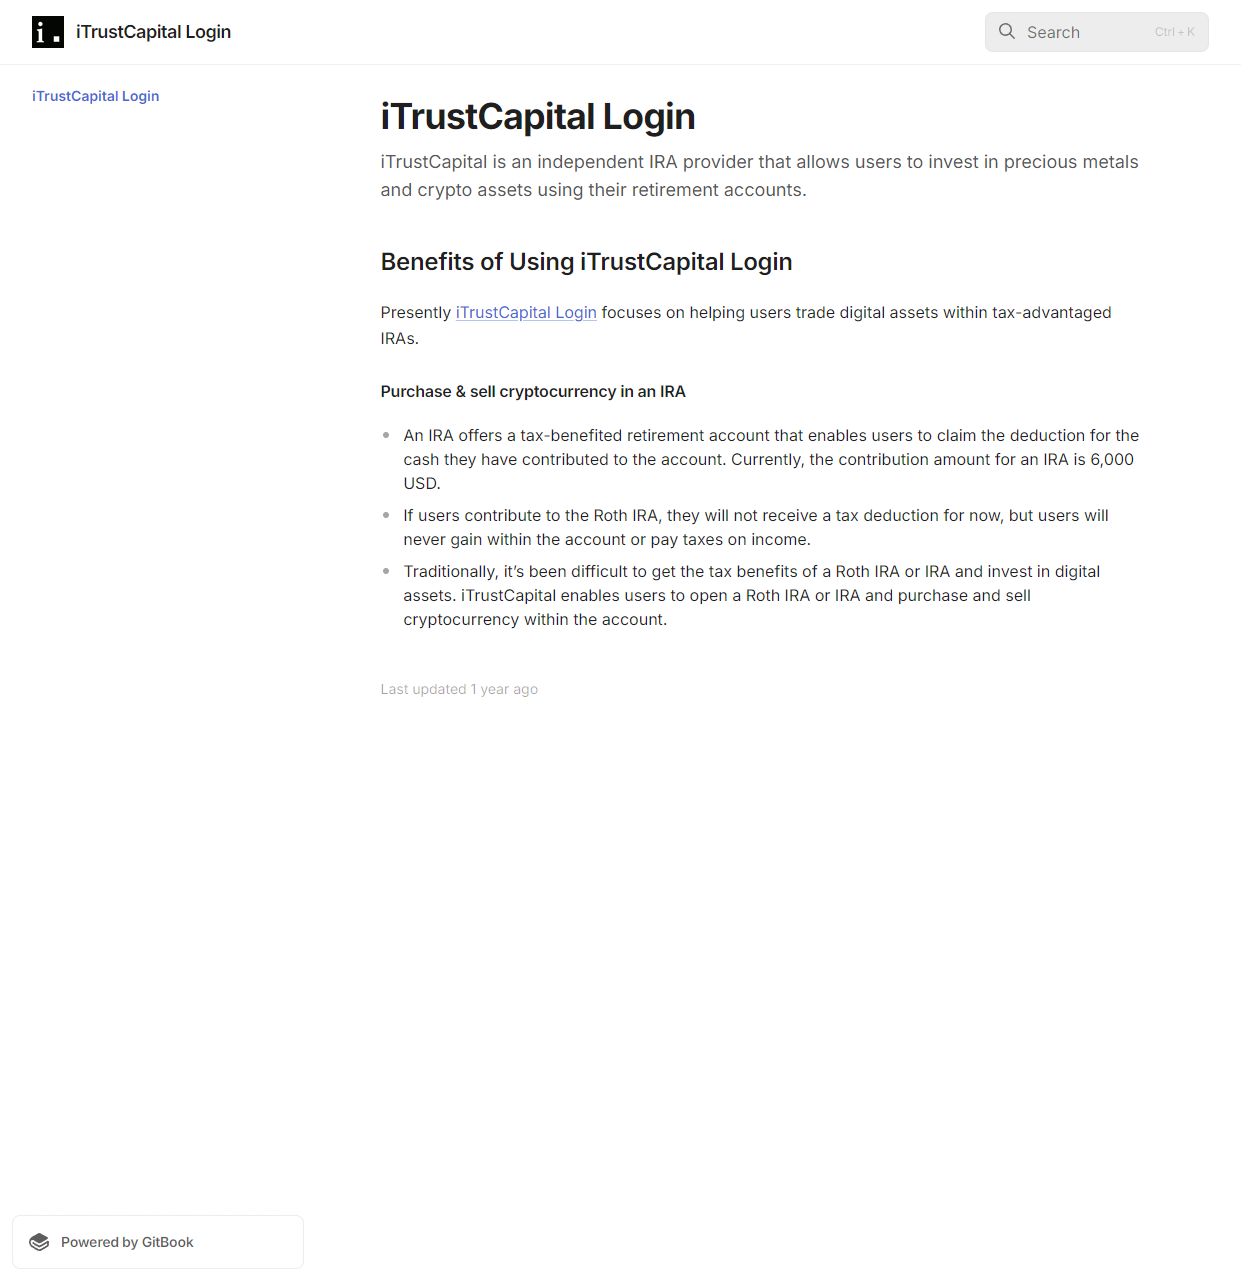 i.
iTrustCapital Login
Search
Ctrl + K
iTrustCapital Login
iTrustCapital Login
iTrustCapital is an independent IRA provider that allows users to invest in precious metals
and crypto assets using their retirement accounts.
Benefits of Using iTrustCapital Login
Presently iTrustCapital Login focuses on helping users trade digital assets within tax-advantaged
IRAs.
Purchase & sell cryptocurrency in an IRA
An IRA offers a tax-benefited retirement account that enables users to claim the deduction for the
cash they have contributed to the account. Currently, the contribution amount for an IRA is 6,000
USD.
If users contribute to the Roth IRA, they will not receive a tax deduction for now, but users will
never gain within the account or pay taxes on income.
Traditionally, it’s been difficult to get the tax benefits of a Roth IRA or IRA and invest in digital
assets. iTrustCapital enables users to open a Roth IRA or IRA and purchase and sell
cryptocurrency within the account.
Last updated 1 year ago
Powered by GitBook